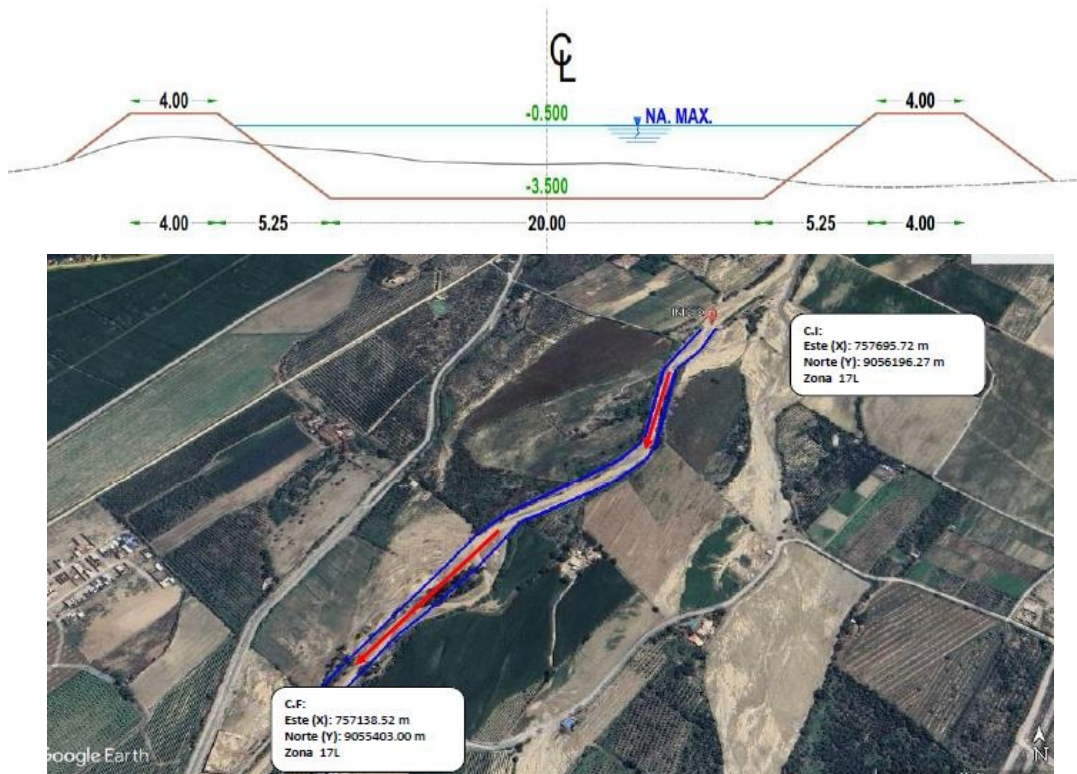 ℄
4.00
4.00
-0.500
NA. MAX.
-3.500
4.00
5.25
20.00
5.25
4.00
C.I:
Este (X): 757695.72 m
Norte (Y): 9056196.27 m
Zona 17L
C.F:
Este (X): 757138.52 m
Norte (Y): 9055403.00 m
Zona 17L
Google Earth
N